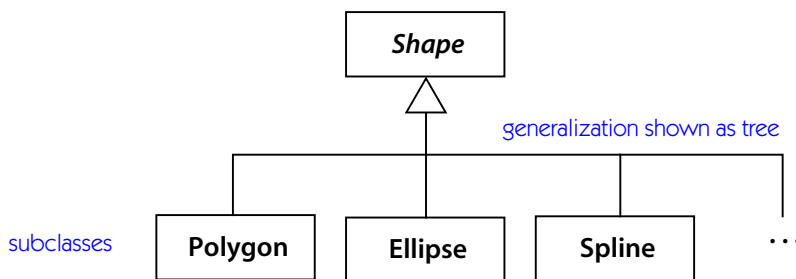 Shape
generalization shown as tree
subclasses
Polygon
Ellipse
Spline
...